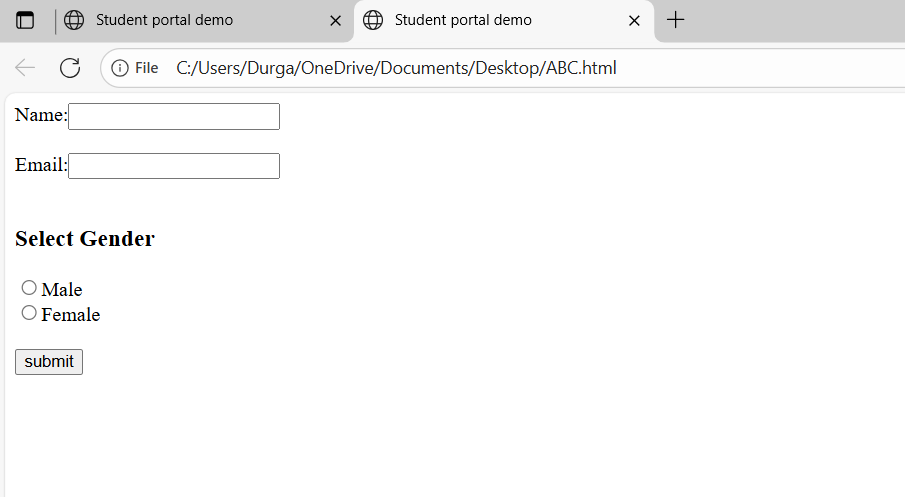 Student portal demo
Student portal demo
File C:/Users/Durga/OneDrive/Documents/Desktop/ABC.html
Name:
Email:
Select Gender
Male
Female
submit